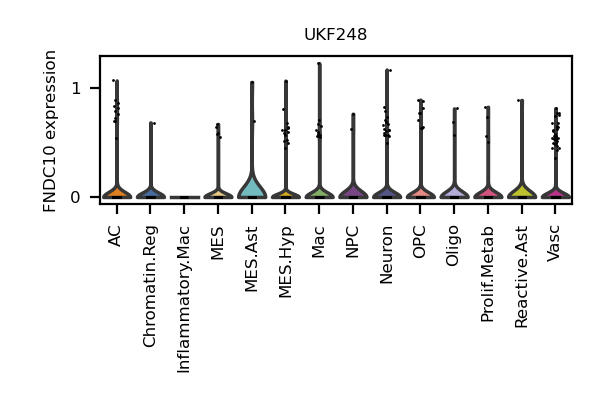 UKF248
FNDC10 expression
1
0
AC
Chromatin.Reg
Inflammatory.Mac
MES
MES.Ast
MES.Hyp
Mac
NPC
Neuron
OPC
Oligo
Prolif.Metab
Reactive.Ast
Vasc